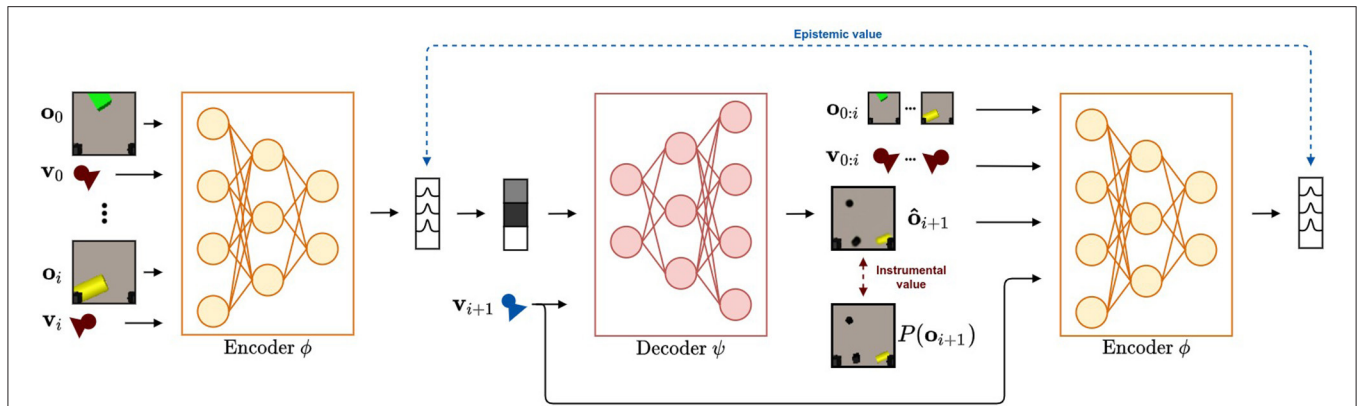 Epistemic value
o₀
v₀
⋮
oᵢ
vᵢ
Encoder ϕ
vᵢ₊₁
Decoder ψ
o₀:ᵢ
...
v₀:ᵢ
...
ôᵢ₊₁
Instrumental
value
P(oᵢ₊₁)
Encoder ϕ